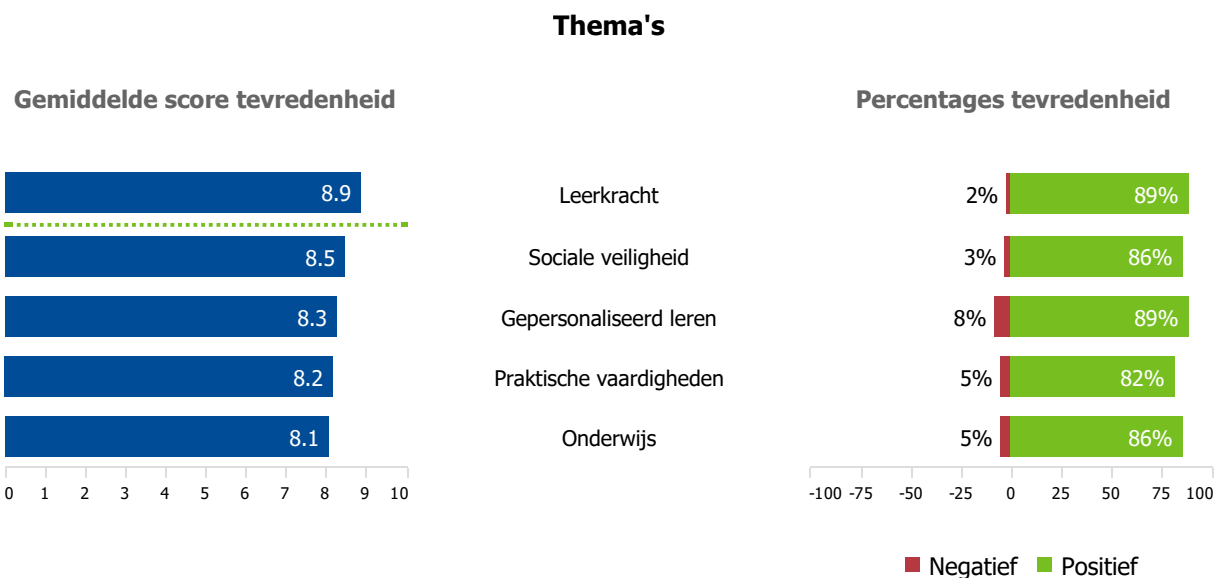 Thema's
Gemiddelde score tevredenheid
Percentages tevredenheid
8.9 Leerkracht 2% 89%
8.5 Sociale veiligheid 3% 86%
8.3 Gepersonaliseerd leren 8% 89%
8.2 Praktische vaardigheden 5% 82%
8.1 Onderwijs 5% 86%
0 1 2 3 4 5 6 7 8 9 10
-100 -75 -50 -25 0 25 50 75 100
Negatief Positief